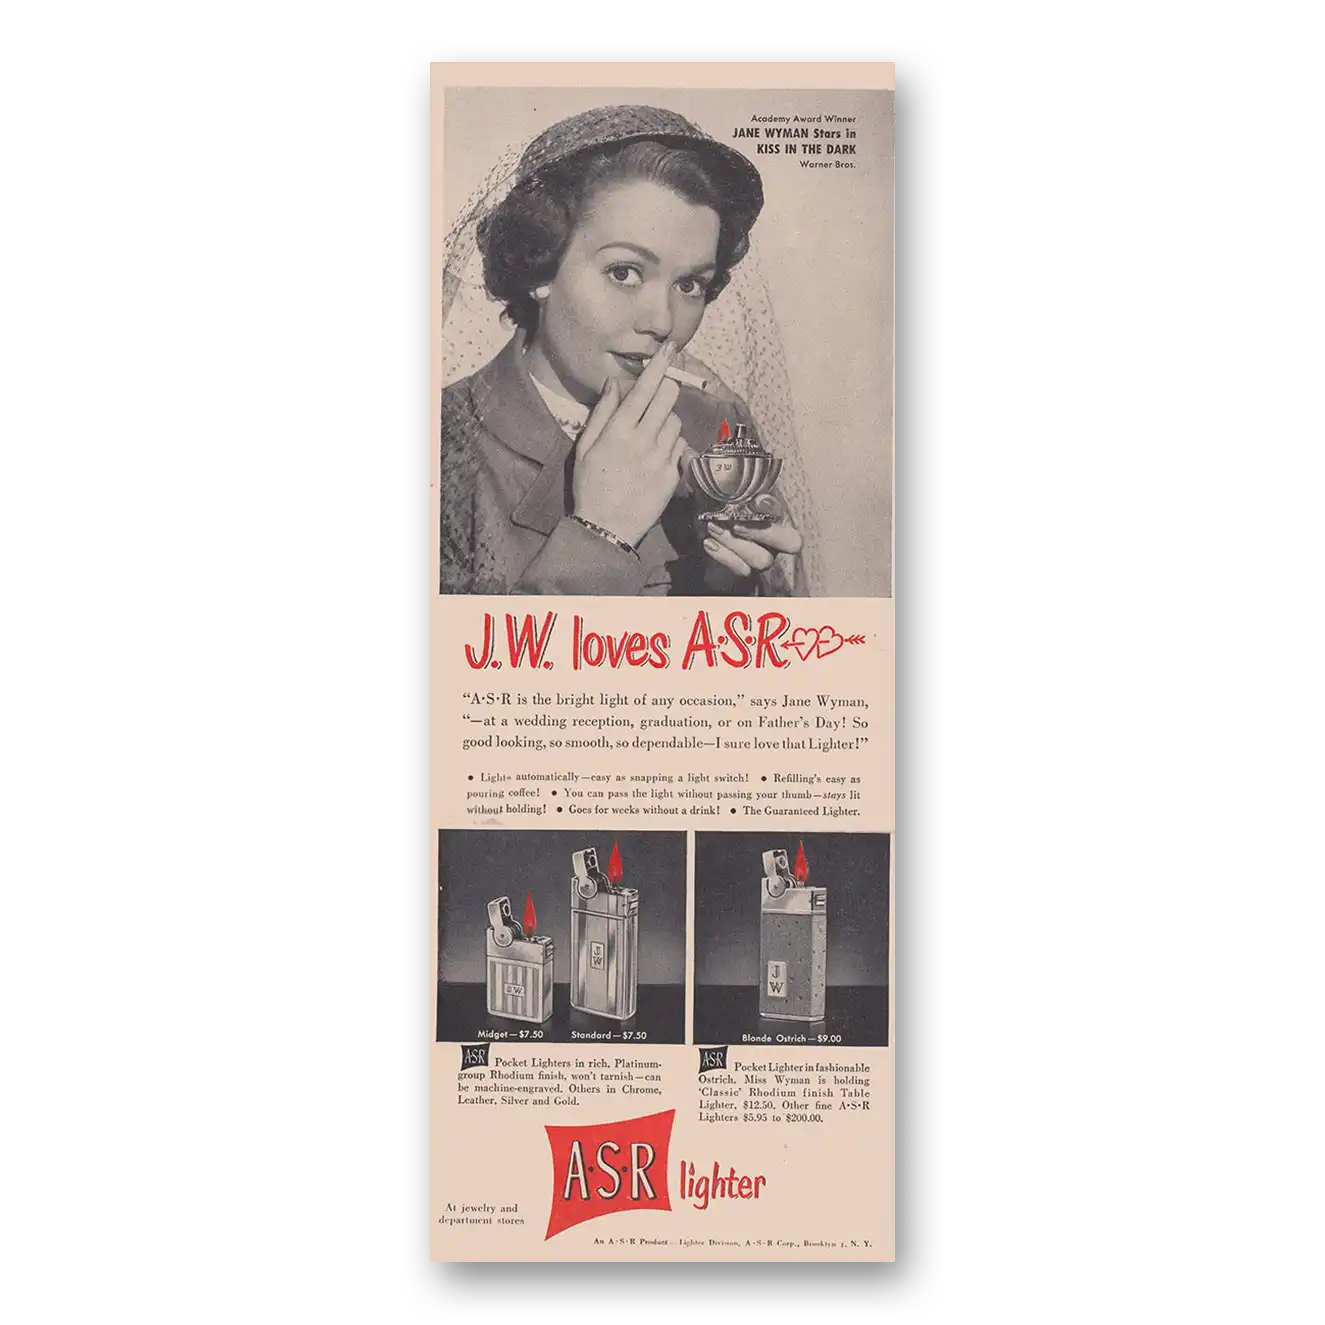 Academy Award Winner
JANE WYMAN Stars in
KISS IN THE DARK
Warner Bros.
J W
J.W. loves A·S·R
“A·S·R is the bright light of any occasion,” says Jane Wyman,
“—at a wedding reception, graduation, or on Father's Day! So
good looking, so smooth, so dependable—I sure love that Lighter!”
• Lights automatically—easy as snapping a light switch! • Refilling's easy as
pouring coffee! • You can pass the light without passing your thumb—stays lit
without holding! • Goes for weeks without a drink! • The Guaranteed Lighter.
J W
J
W
Midget—$7.50 Standard—$7.50
J
W
Blonde Ostrich—$9.00
ASR Pocket Lighters in rich, Platinum-
group Rhodium finish, won't tarnish—can
be machine-engraved. Others in Chrome,
Leather, Silver and Gold.
ASR Pocket Lighter in fashionable
Ostrich. Miss Wyman is holding
'Classic' Rhodium finish Table
Lighter, $12.50. Other fine A·S·R
Lighters $5.95 to $200.00.
A·S·R lighter
At jewelry and
department stores
An A·S·R Product—Lighter Division, A·S·R Corp., Brooklyn 1, N. Y.